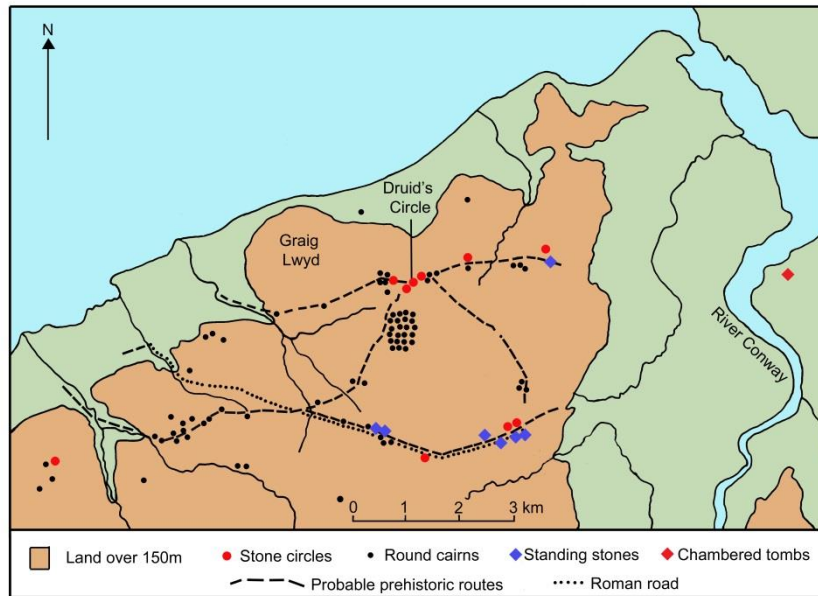 N
Druid's
Circle
Graig
Lwyd
River Conway
0 1 2 3 km
Land over 150m Stone circles Round cairns Standing stones Chambered tombs
Probable prehistoric routes Roman road